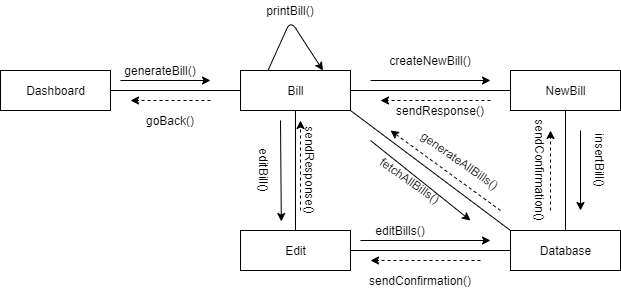 printBill()
generateBill()
createNewBill()
Dashboard
Bill
NewBill
goBack()
sendResponse()
editBill()
sendResponse()
generateAllBills()
fetchAllBills()
sendConfirmation()
insertBill()
editBills()
Edit
Database
sendConfirmation()